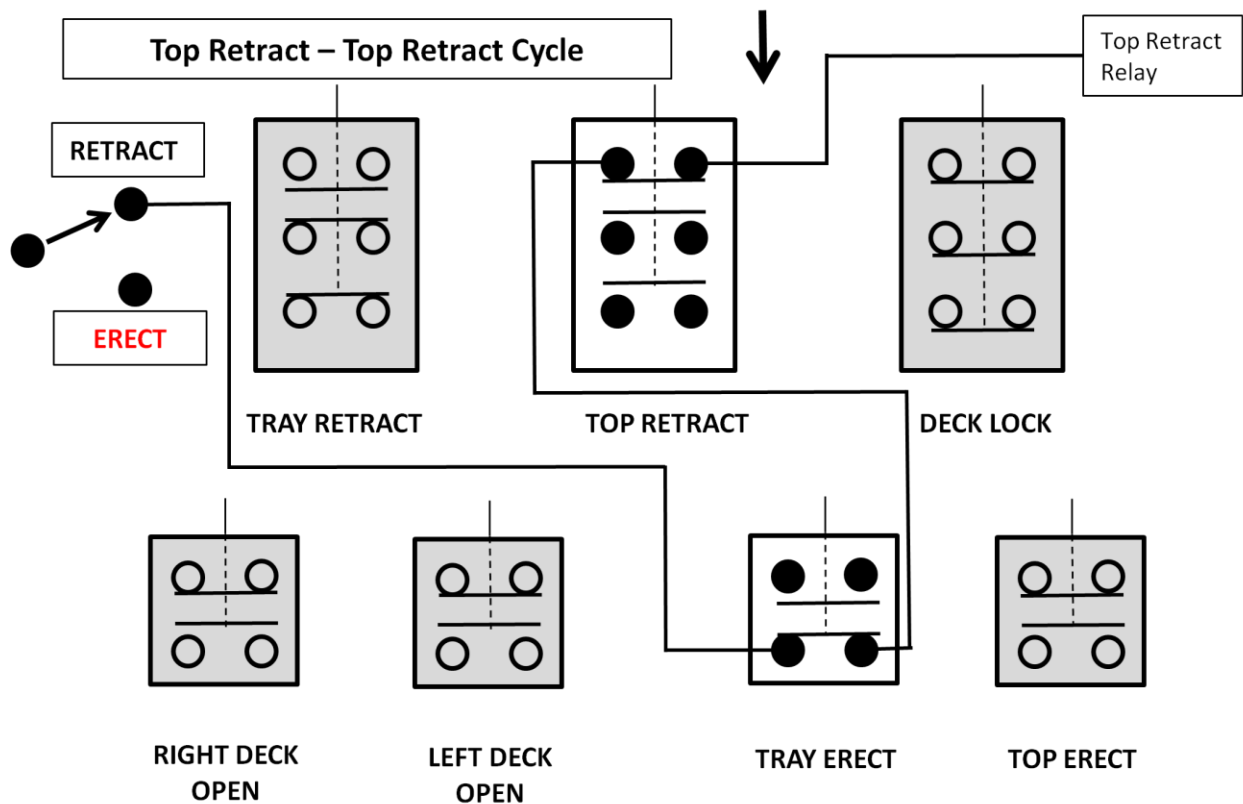 Top Retract – Top Retract Cycle
Top Retract
Relay
RETRACT
ERECT
TRAY RETRACT
TOP RETRACT
DECK LOCK
RIGHT DECK
OPEN
LEFT DECK
OPEN
TRAY ERECT
TOP ERECT